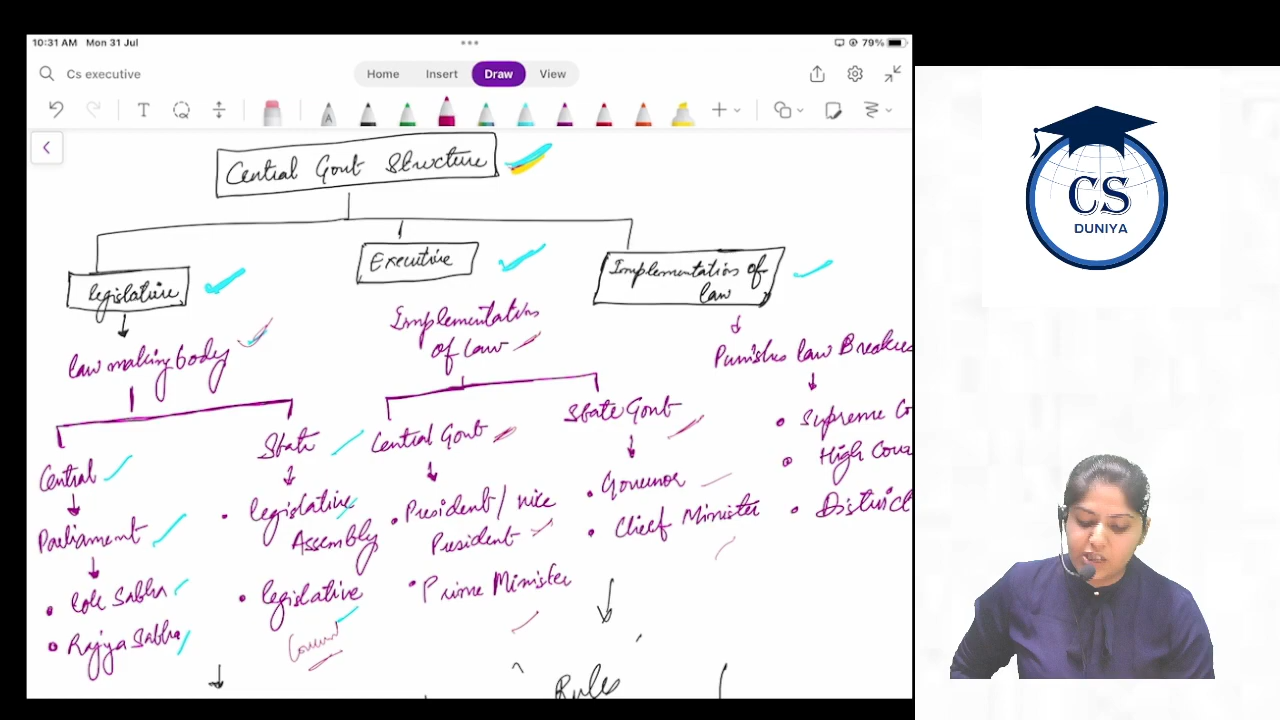 10:31 AM Mon 31 Jul
79%
Cs executive
Home Insert Draw View
T
A
Central Govt Structure
legislative
Executive
Implementation of
law
law making body
Implementation
of law
Punishes law Breakers
Central
State
Central Govt
State Govt
Parliament
• Lok Sabha
• Rajya Sabha
• legislative
Assembly
• legislative
Council
• President/ Vice
President
• Prime Minister
• Governor
• Chief Minister
• Supreme Co
• High Cour
• District
Rules
CS
DUNIYA